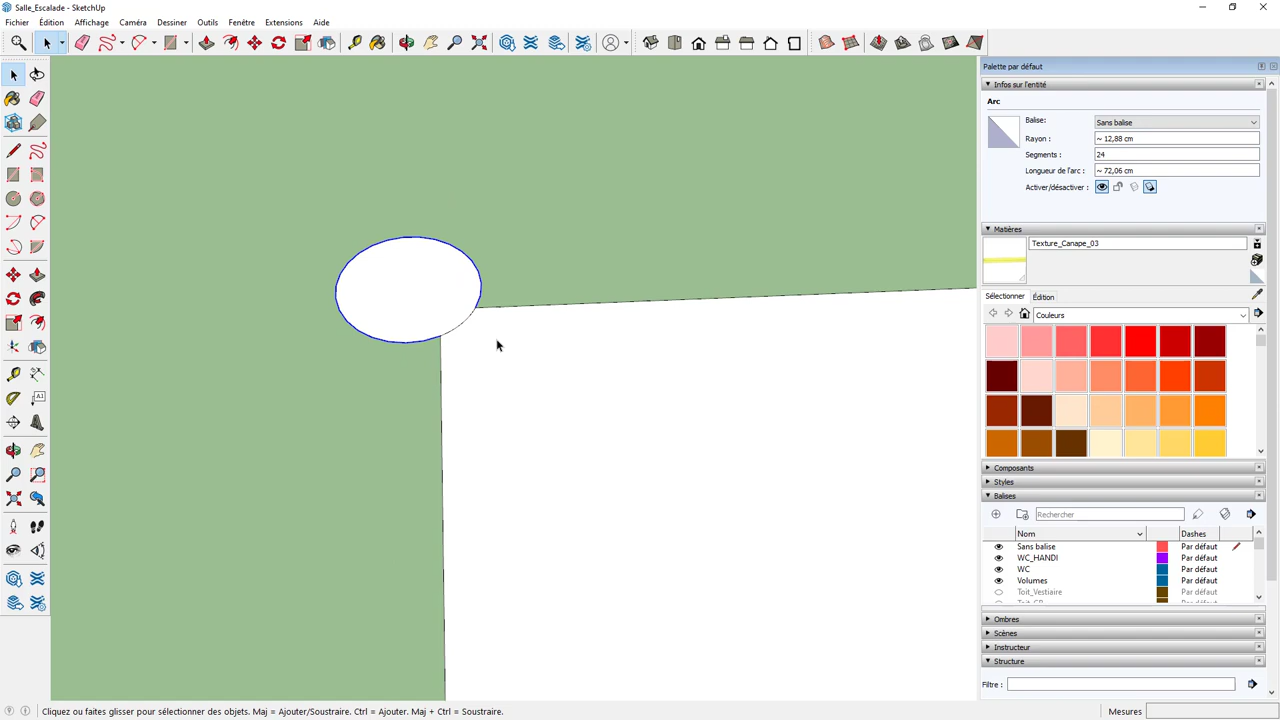 Salle_Escalade - SketchUp
Fichier Édition Affichage Caméra Dessiner Outils Fenêtre Extensions Aide
Palette par défaut
Infos sur l'entité
Arc
Balise: Sans balise
Rayon : ~ 12,88 cm
Segments : 24
Longueur de l'arc : ~ 72,06 cm
Activer/désactiver :
Matières
Texture_Canape_03
Sélectionner Édition
Couleurs
Composants
Styles
Balises
Rechercher
Nom Dashes
Sans balise Par défaut
WC_HANDI Par défaut
WC Par défaut
Volumes Par défaut
Toit_Vestiaire Par défaut
Ombres
Scènes
Instructeur
Structure
Filtre :
Cliquez ou faites glisser pour sélectionner des objets. Maj = Ajouter/Soustraire. Ctrl = Ajouter. Maj + Ctrl = Soustraire. Mesures